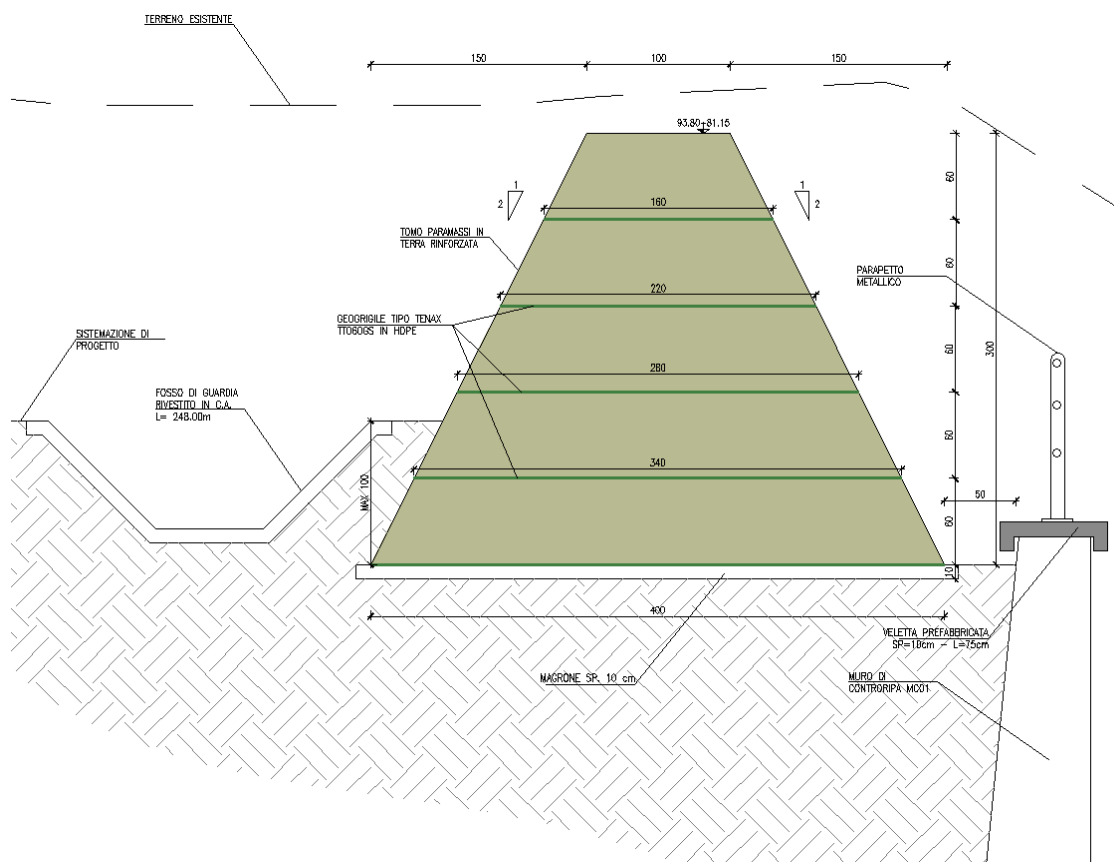 TERRENO ESISTENTE
150
100
150
93.80÷81.15
1
2
1
2
160
60
TOMO PARAMASSI IN
TERRA RINFORZATA
PARAPETTO
METALLICO
220
60
GEOGRIGILE TIPO TENAX
TT060GS IN HDPE
SISTEMAZIONE DI
PROGETTO
300
280
60
FOSSO DI GUARDIA
RIVESTITO IN C.A.
L= 248.00m
60
340
MAX 100
50
60
10
400
VELETTA PREFABBRICATA
SP=10cm - L=75cm
MAGRONE SP. 10 cm
MURO DI
CONTRORIPA MC01